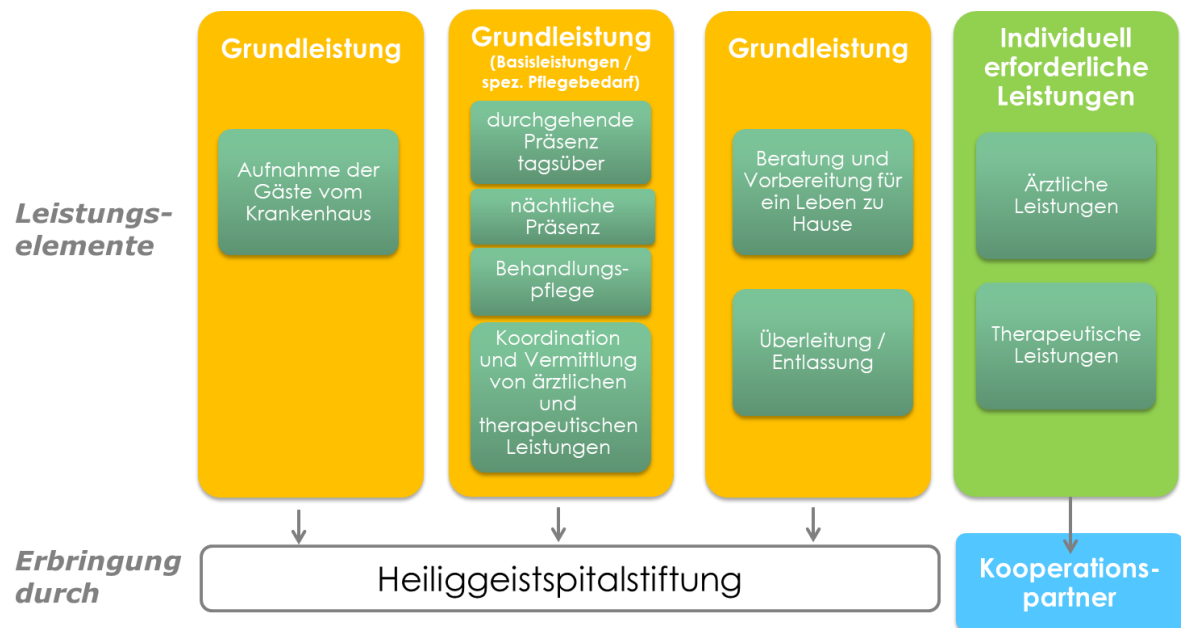 Leistungs-
elemente
Grundleistung
Aufnahme der
Gäste vom
Krankenhaus
Grundleistung
(Basisleistungen /
spez. Pflegebedarf)
durchgehende
Präsenz
tagsüber
nächtliche
Präsenz
Behandlungs-
pflege
Koordination
und Vermittlung
von ärztlichen
und
therapeutischen
Leistungen
Grundleistung
Beratung und
Vorbereitung für
ein Leben zu
Hause
Überleitung /
Entlassung
Individuell
erforderliche
Leistungen
Ärztliche
Leistungen
Therapeutische
Leistungen
Erbringung
durch
Heiliggeistspitalstiftung
Kooperations-
partner